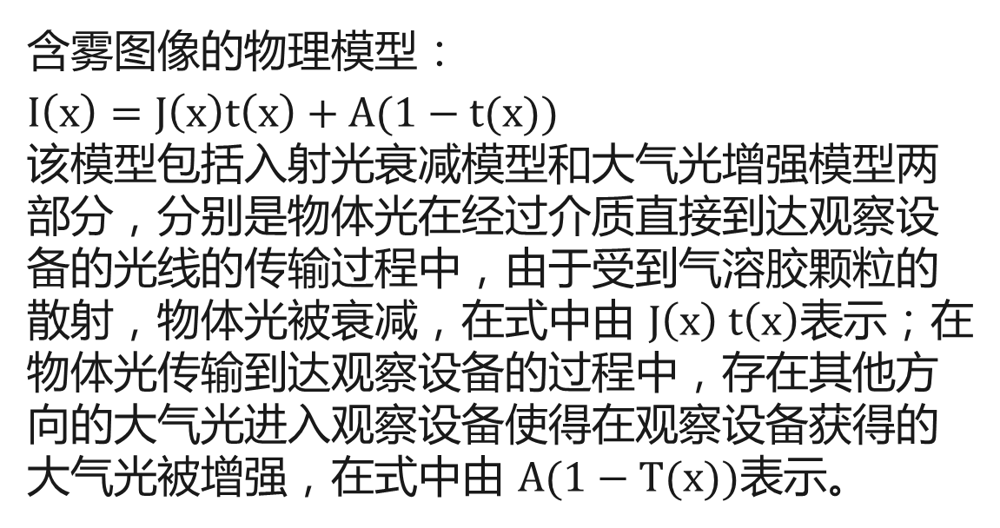 含雾图像的物理模型：
I(x) = J(x)t(x) + A(1 − t(x))
该模型包括入射光衰减模型和大气光增强模型两
部分，分别是物体光在经过介质直接到达观察设
备的光线的传输过程中，由于受到气溶胶颗粒的
散射，物体光被衰减，在式中由 J(x) t(x)表示；在
物体光传输到达观察设备的过程中，存在其他方
向的大气光进入观察设备使得在观察设备获得的
大气光被增强，在式中由 A(1 − T(x))表示。